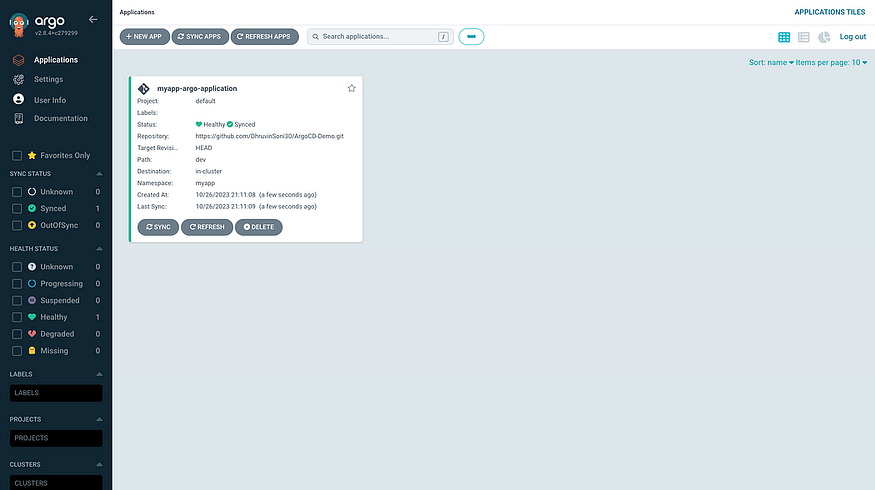 argo
v2.8.4+c279299
Applications
Settings
User Info
Documentation
Favorites Only
SYNC STATUS
Unknown 0
Synced 1
OutOfSync 0
HEALTH STATUS
Unknown 0
Progressing 0
Suspended 0
Healthy 1
Degraded 0
Missing 0
LABELS
LABELS
PROJECTS
PROJECTS
CLUSTERS
CLUSTERS
Applications
APPLICATIONS TILES
+ NEW APP SYNC APPS REFRESH APPS Search applications... / Log out
Sort: name Items per page: 10
myapp-argo-application
Project: default
Labels:
Status: Healthy Synced
Repository: https://github.com/DhruvinSoni30/ArgoCD-Demo.git
Target Revisi... HEAD
Path: dev
Destination: in-cluster
Namespace: myapp
Created At: 10/26/2023 21:11:08 (a few seconds ago)
Last Sync: 10/26/2023 21:11:09 (a few seconds ago)
SYNC REFRESH DELETE